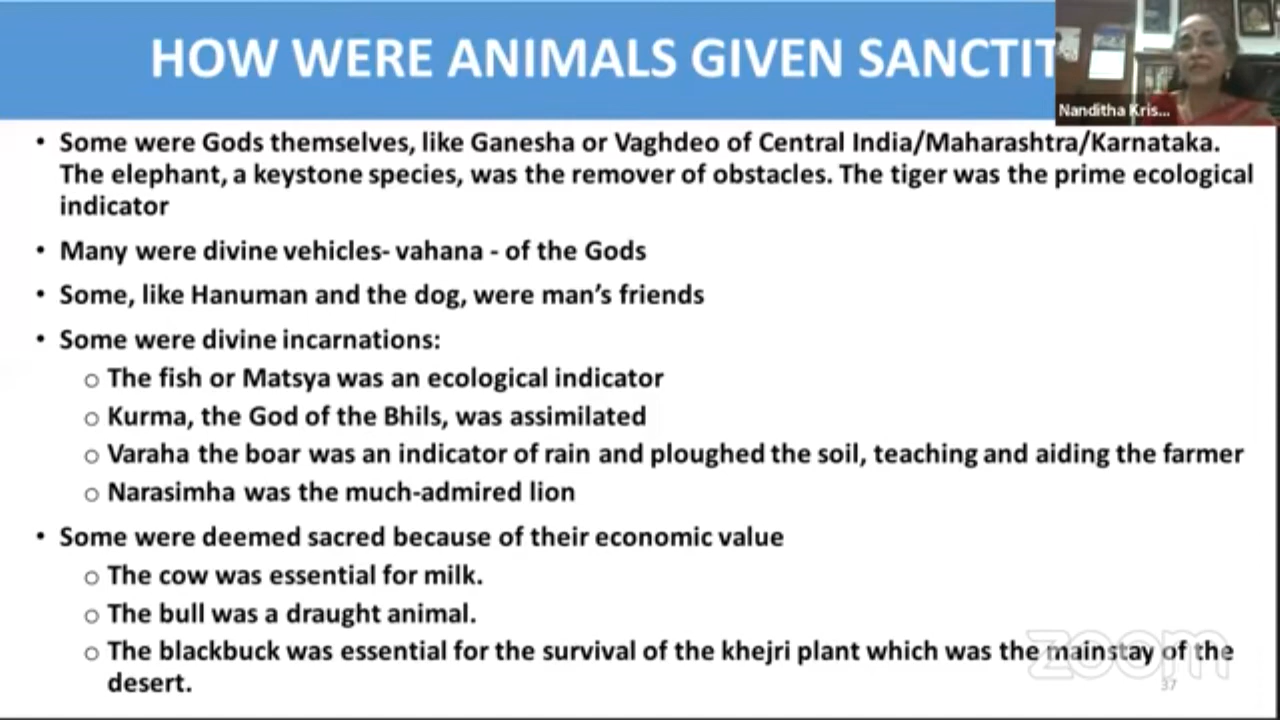 HOW WERE ANIMALS GIVEN SANCTIT
Nanditha Kris...
• Some were Gods themselves, like Ganesha or Vaghdeo of Central India/Maharashtra/Karnataka.
The elephant, a keystone species, was the remover of obstacles. The tiger was the prime ecological
indicator
• Many were divine vehicles- vahana - of the Gods
• Some, like Hanuman and the dog, were man's friends
• Some were divine incarnations:
o The fish or Matsya was an ecological indicator
o Kurma, the God of the Bhils, was assimilated
o Varaha the boar was an indicator of rain and ploughed the soil, teaching and aiding the farmer
o Narasimha was the much-admired lion
• Some were deemed sacred because of their economic value
o The cow was essential for milk.
o The bull was a draught animal.
o The blackbuck was essential for the survival of the khejri plant which was the mainstay of the
desert.
zoom
37